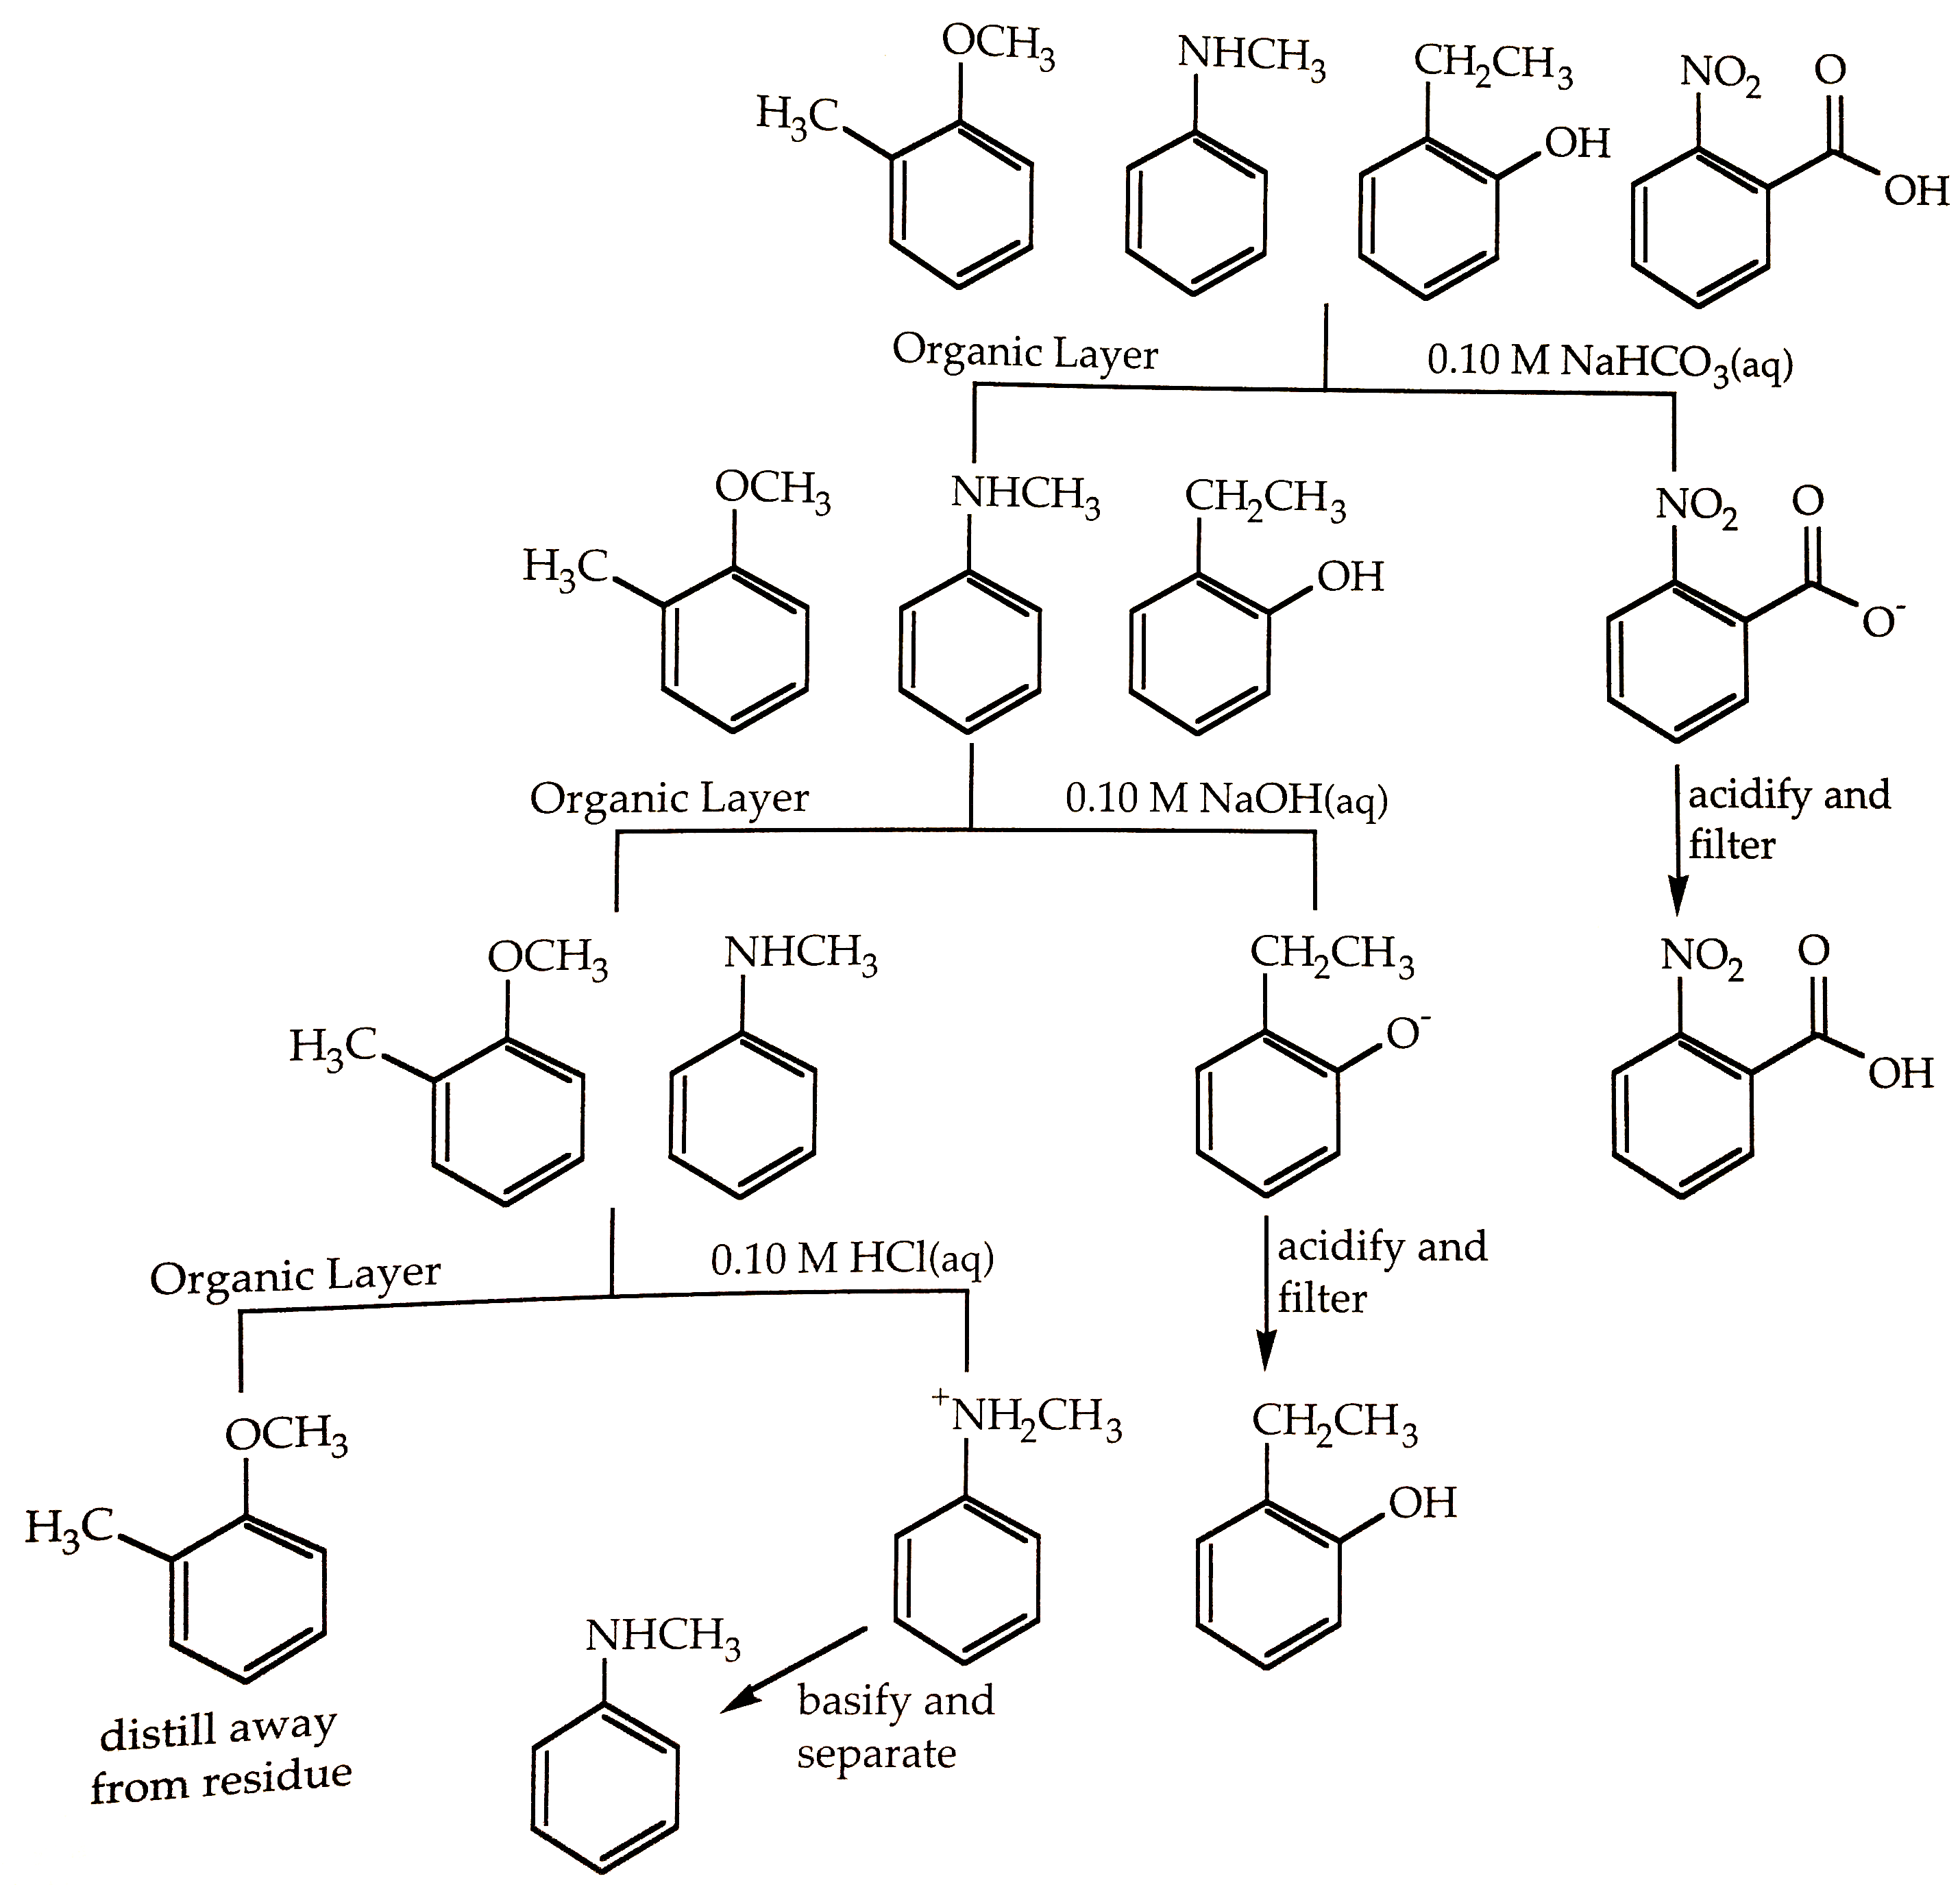 OCH₃
NHCH₃
CH₂CH₃
NO₂
O
H₃C
OH
OH
Organic Layer
0.10 M NaHCO₃(aq)
OCH₃
NHCH₃
CH₂CH₃
NO₂
O
H₃C
OH
O⁻
Organic Layer
0.10 M NaOH(aq)
acidify and
filter
OCH₃
NHCH₃
CH₂CH₃
NO₂
O
H₃C
O⁻
OH
Organic Layer
0.10 M HCl(aq)
acidify and
filter
OCH₃
⁺NH₂CH₃
CH₂CH₃
H₃C
OH
NHCH₃
basify and
separate
distill away
from residue